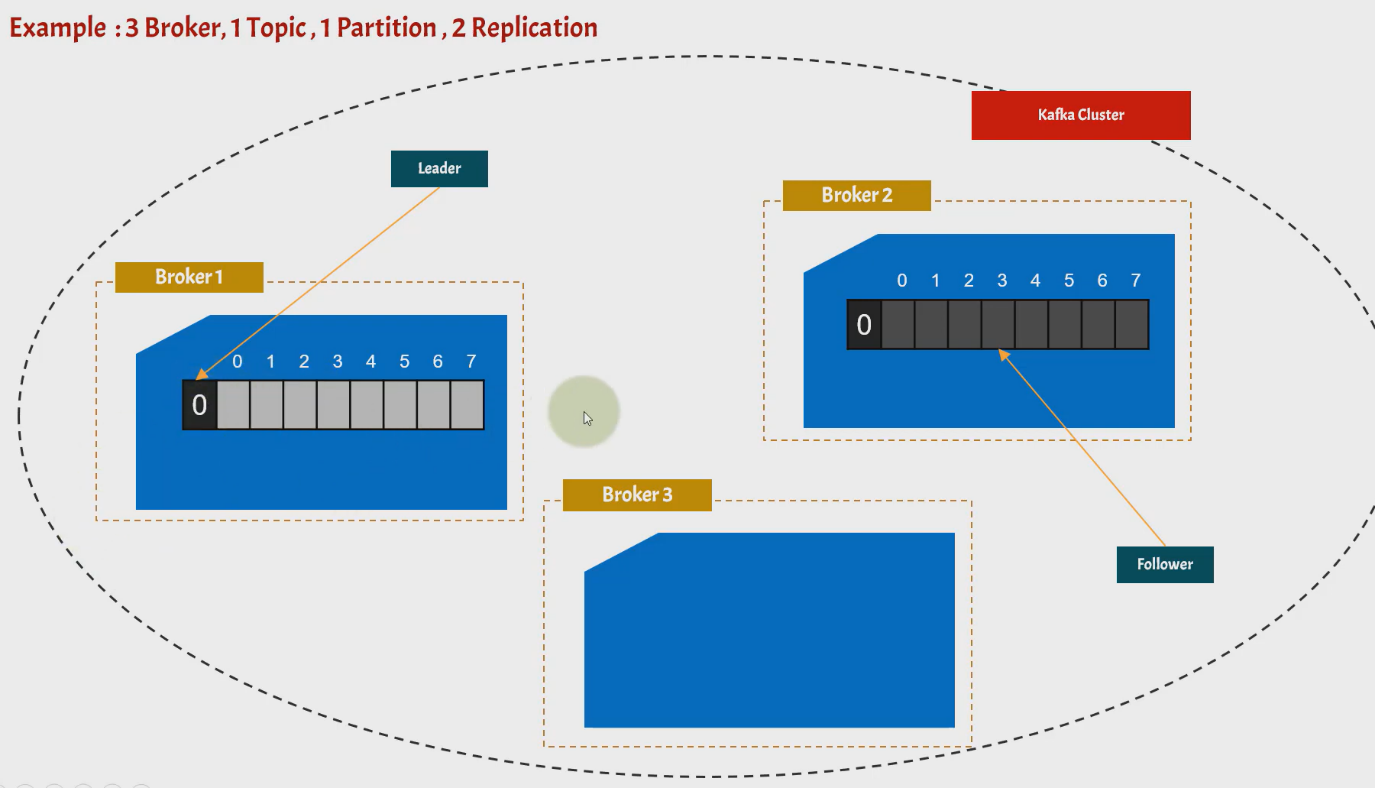 Example : 3 Broker, 1 Topic , 1 Partition , 2 Replication
Kafka Cluster
Leader
Broker 2
0 1 2 3 4 5 6 7
0
Broker 1
0 1 2 3 4 5 6 7
0
Broker 3
Follower